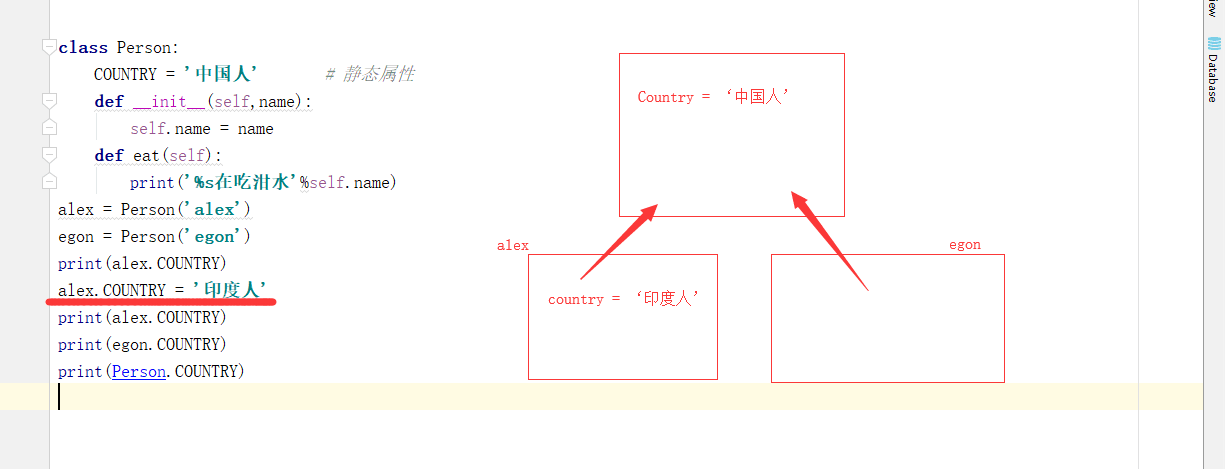 class Person:
    COUNTRY = '中国人'        # 静态属性
    def __init__(self,name):
        self.name = name
    def eat(self):
        print('%s在吃泔水'%self.name)
alex = Person('alex')
egon = Person('egon')
print(alex.COUNTRY)
alex.COUNTRY = '印度人'
print(alex.COUNTRY)
print(egon.COUNTRY)
print(Person.COUNTRY)
Country = ‘中国人’
alex
country = ‘印度人’
egon
Database